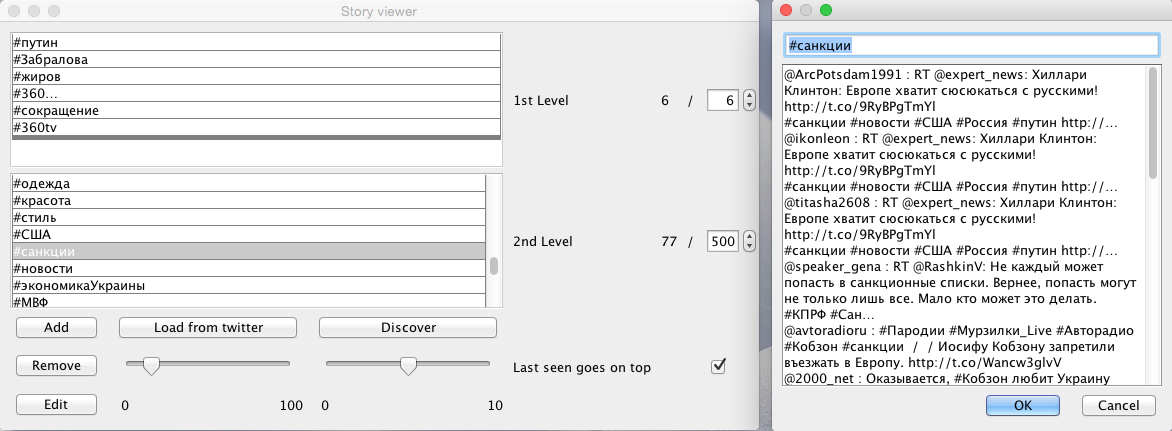 Story viewer
#путин
#Забралова
#жиров
#360...
#сокращение
#360tv
1st Level 6 / 6
#одежда
#красота
#стиль
#США
#санкции
#новости
#экономикаУкраины
#МВФ
2nd Level 77 / 500
Add Load from twitter Discover
Remove Last seen goes on top
Edit 0 100 0 10
#санкции
@ArcPotsdam1991 : RT @expert_news: Хиллари
Клинтон: Европе хватит сюсюкаться с русскими!
http://t.co/9RyBPgTmYl
#санкции #новости #США #Россия #путин http://...
@ikonleon : RT @expert_news: Хиллари Клинтон:
Европе хватит сюсюкаться с русскими!
http://t.co/9RyBPgTmYl
#санкции #новости #США #Россия #путин http://...
@titasha2608 : RT @expert_news: Хиллари Клинтон:
Европе хватит сюсюкаться с русскими!
http://t.co/9RyBPgTmYl
#санкции #новости #США #Россия #путин http://...
@speaker_gena : RT @RashkinV: Не каждый может
попасть в санкционные списки. Вернее, попасть могут
не только лишь все. Мало кто может это делать.
#КПРФ #Сан...
@avtoradioru : #Пародии #Мурзилки_Live #Авторадио
#Кобзон #санкции / / Иосифу Кобзону запретили
въезжать в Европу. http://t.co/Wancw3glvV
@2000_net : Оказывается, #Кобзон любит Украину
OK Cancel